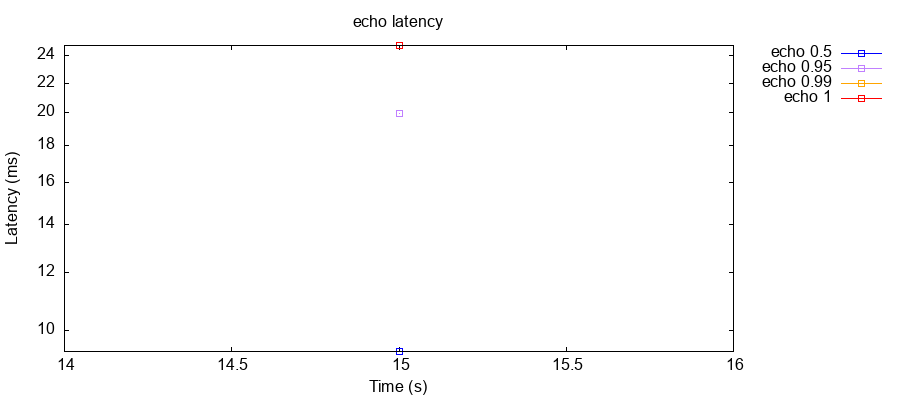 echo latency
echo 0.5
echo 0.95
echo 0.99
echo 1
24
22
20
18
16
14
12
10
Latency (ms)
14 14.5 15 15.5 16
Time (s)